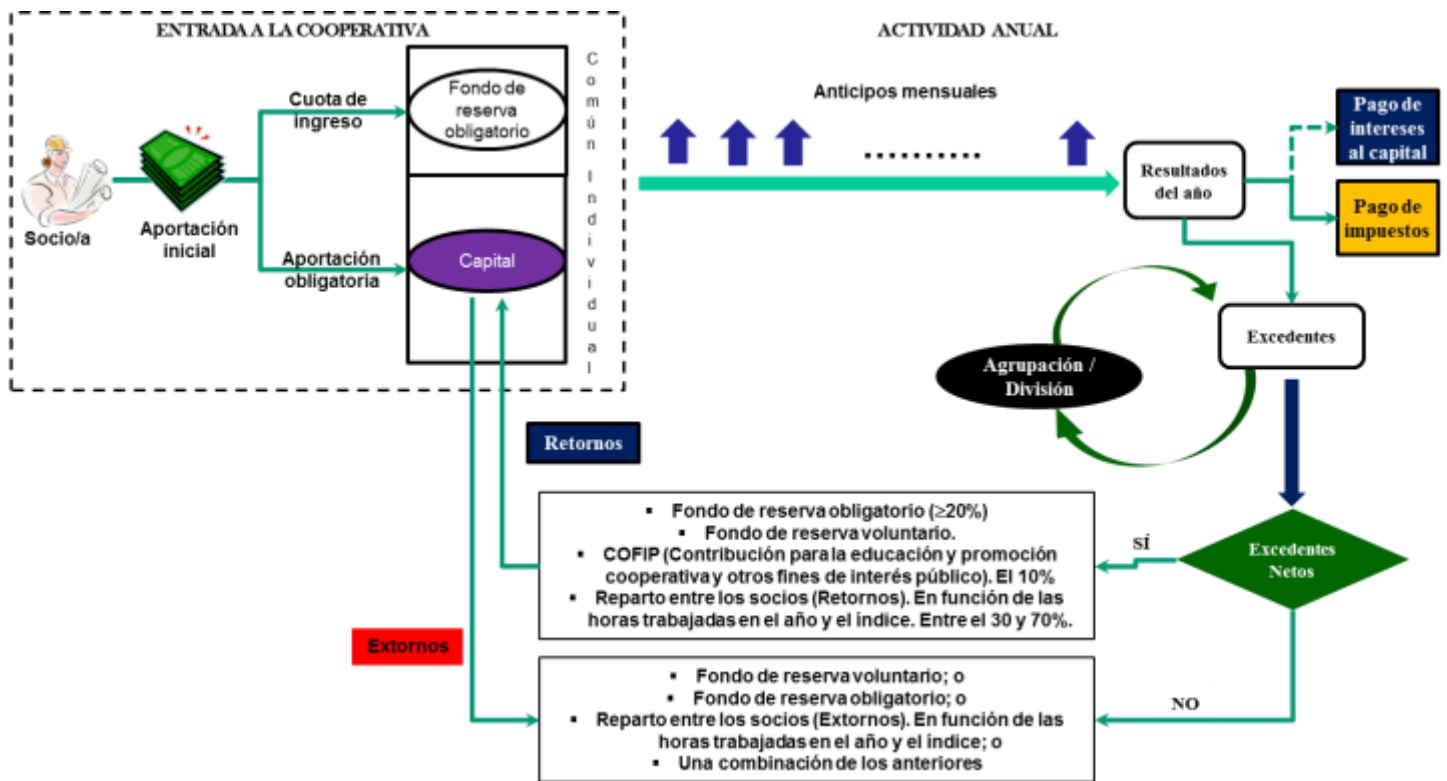 ENTRADA A LA COOPERATIVA
Cuota de
ingreso
Fondo de
reserva
obligatorio
Común Individual
Socio/a
Aportación
inicial
Aportación
obligatoria
Capital
ACTIVIDAD ANUAL
Anticipos mensuales
..........
Resultados
del año
Pago de
intereses
al capital
Pago de
impuestos
Excedentes
Agrupación /
División
Excedentes
Netos
SÍ
NO
Retornos
▪ Fondo de reserva obligatorio (≥20%)
▪ Fondo de reserva voluntario.
▪ COFIP (Contribución para la educación y promoción
cooperativa y otros fines de interés público). El 10%
▪ Reparto entre los socios (Retornos). En función de las
horas trabajadas en el año y el índice. Entre el 30 y 70%.
Extornos
▪ Fondo de reserva voluntario; o
▪ Fondo de reserva obligatorio; o
▪ Reparto entre los socios (Extornos). En función de las
horas trabajadas en el año y el índice; o
▪ Una combinación de los anteriores